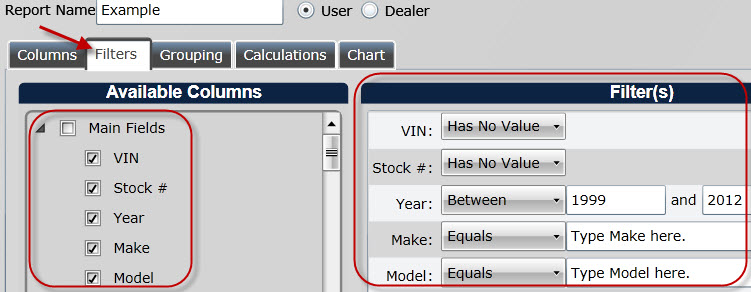 Report Name Example User Dealer
Columns Filters Grouping Calculations Chart
Available Columns
Main Fields
VIN
Stock #
Year
Make
Model
Filter(s)
VIN: Has No Value
Stock #: Has No Value
Year: Between 1999 and 2012
Make: Equals Type Make here.
Model: Equals Type Model here.